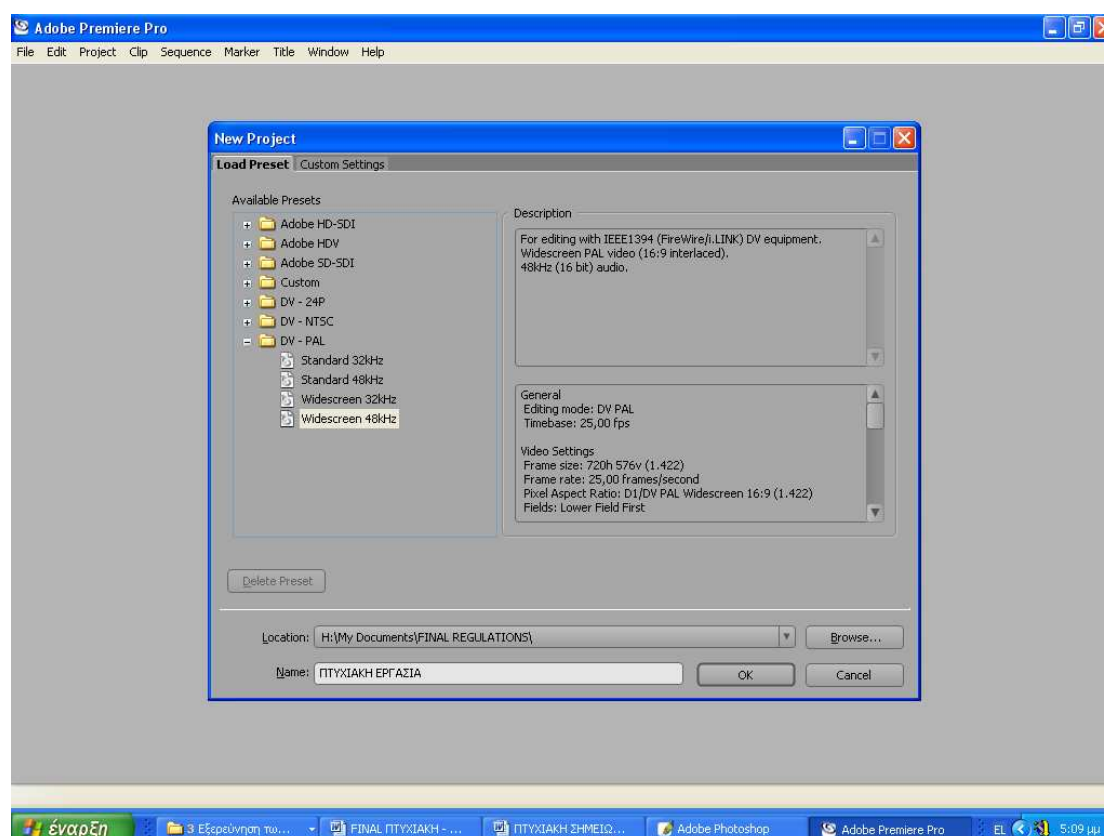 Adobe Premiere Pro
File Edit Project Clip Sequence Marker Title Window Help
New Project
Load Preset Custom Settings
Available Presets
Adobe HD-SDI
Adobe HDV
Adobe SD-SDI
Custom
DV - 24P
DV - NTSC
DV - PAL
Standard 32kHz
Standard 48kHz
Widescreen 32kHz
Widescreen 48kHz
Description
For editing with IEEE1394 (FireWire/i.LINK) DV equipment.
Widescreen PAL video (16:9 interlaced).
48kHz (16 bit) audio.
General
Editing mode: DV PAL
Timebase: 25,00 fps
Video Settings
Frame size: 720h 576v (1.422)
Frame rate: 25,00 frames/second
Pixel Aspect Ratio: D1/DV PAL Widescreen 16:9 (1.422)
Fields: Lower Field First
Delete Preset
Location: H:\My Documents\FINAL REGULATIONS\ Browse...
Name: ΠΤΥΧΙΑΚΗ ΕΡΓΑΣΙΑ OK Cancel
έναρξη 3 Εξερεύνηση τω... FINAL ΠΤΥΧΙΑΚΗ - ... ΠΤΥΧΙΑΚΗ ΣΗΜΕΙΩ... Adobe Photoshop Adobe Premiere Pro EL 5:09 μμ